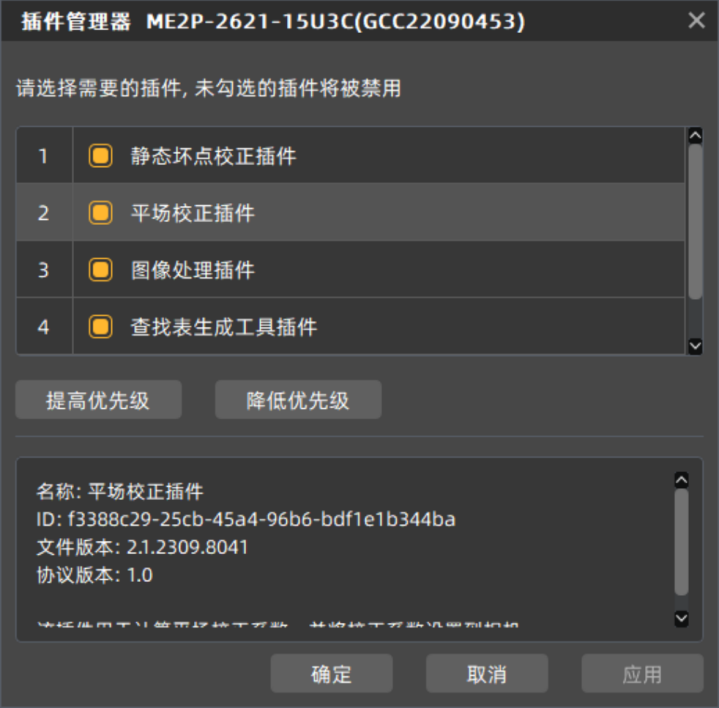 插件管理器 ME2P-2621-15U3C(GCC22090453)
请选择需要的插件, 未勾选的插件将被禁用
1 静态坏点校正插件
2 平场校正插件
3 图像处理插件
4 查找表生成工具插件
提高优先级 降低优先级
名称: 平场校正插件
ID: f3388c29-25cb-45a4-96b6-bdf1e1b344ba
文件版本: 2.1.2309.8041
协议版本: 1.0
确定 取消 应用